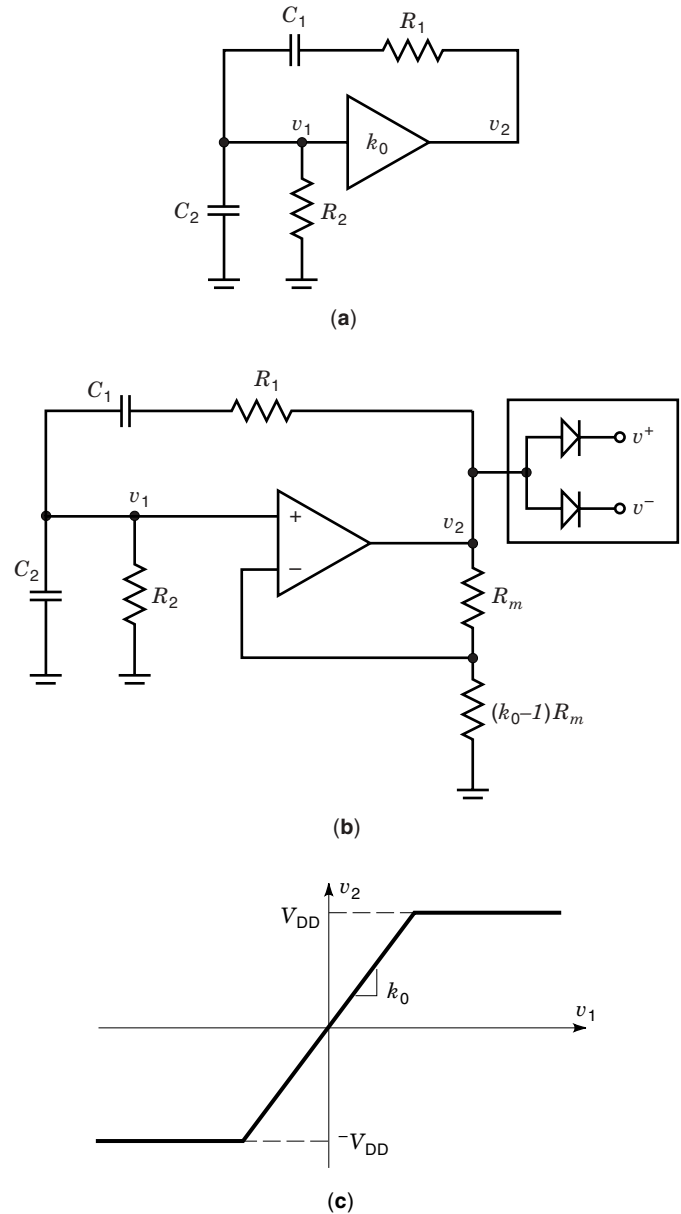 C1
R1
v1
k0
v2
C2
R2
(a)
C1
R1
v+
v1
v2
v−
+
−
C2
R2
Rm
(k0–1)Rm
(b)
v2
VDD
k0
v1
−VDD
(c)